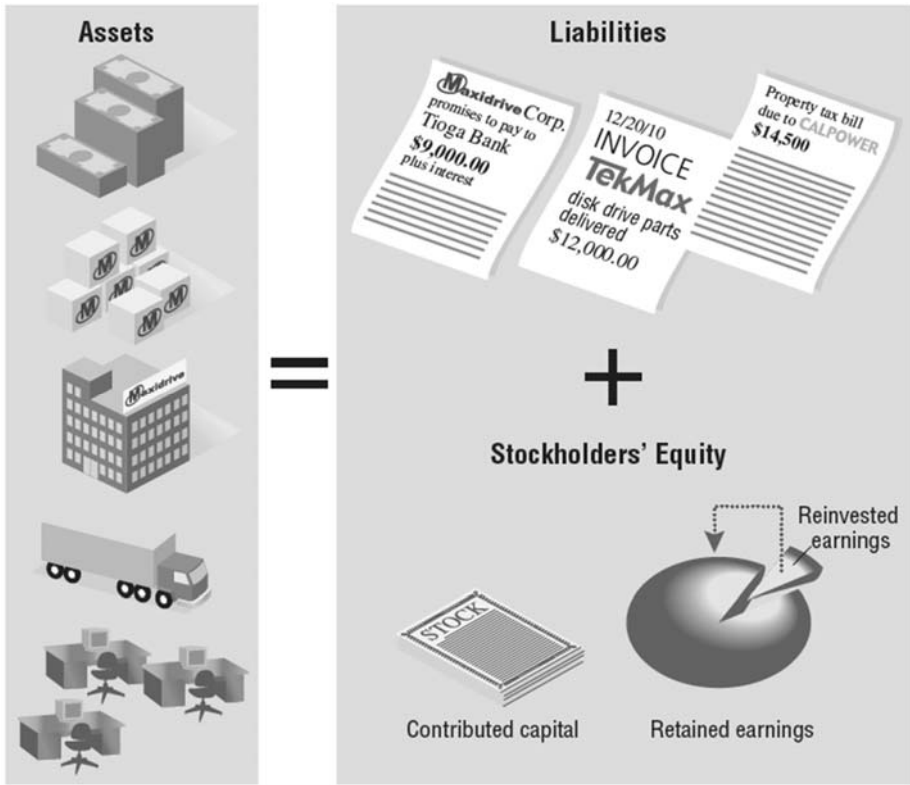 Assets
M
M
M
M
M
M
Maxidrive
=
Liabilities
Maxidrive Corp.
promises to pay to
Tioga Bank
$9,000.00
plus interest
12/20/10
INVOICE
TekMax
disk drive parts
delivered
$12,000.00
Property tax bill
due to CALPOWER
$14,500
+
Stockholders’ Equity
STOCK
Contributed capital
Reinvested
earnings
Retained earnings